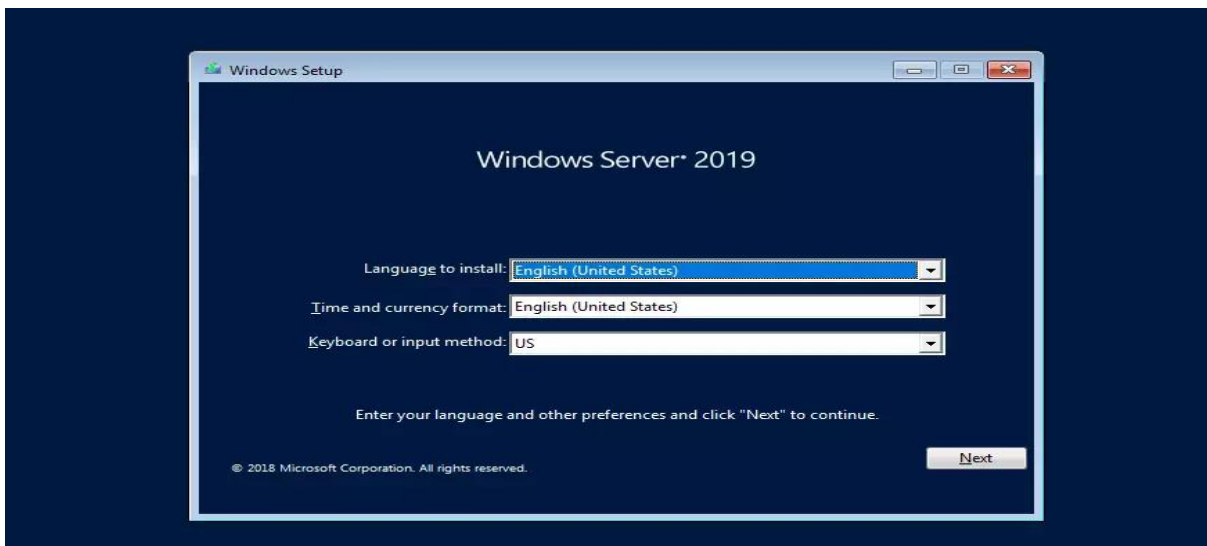 Windows Setup
Windows Server® 2019
Language to install: English (United States)
Time and currency format: English (United States)
Keyboard or input method: US
Enter your language and other preferences and click "Next" to continue.
© 2018 Microsoft Corporation. All rights reserved.
Next